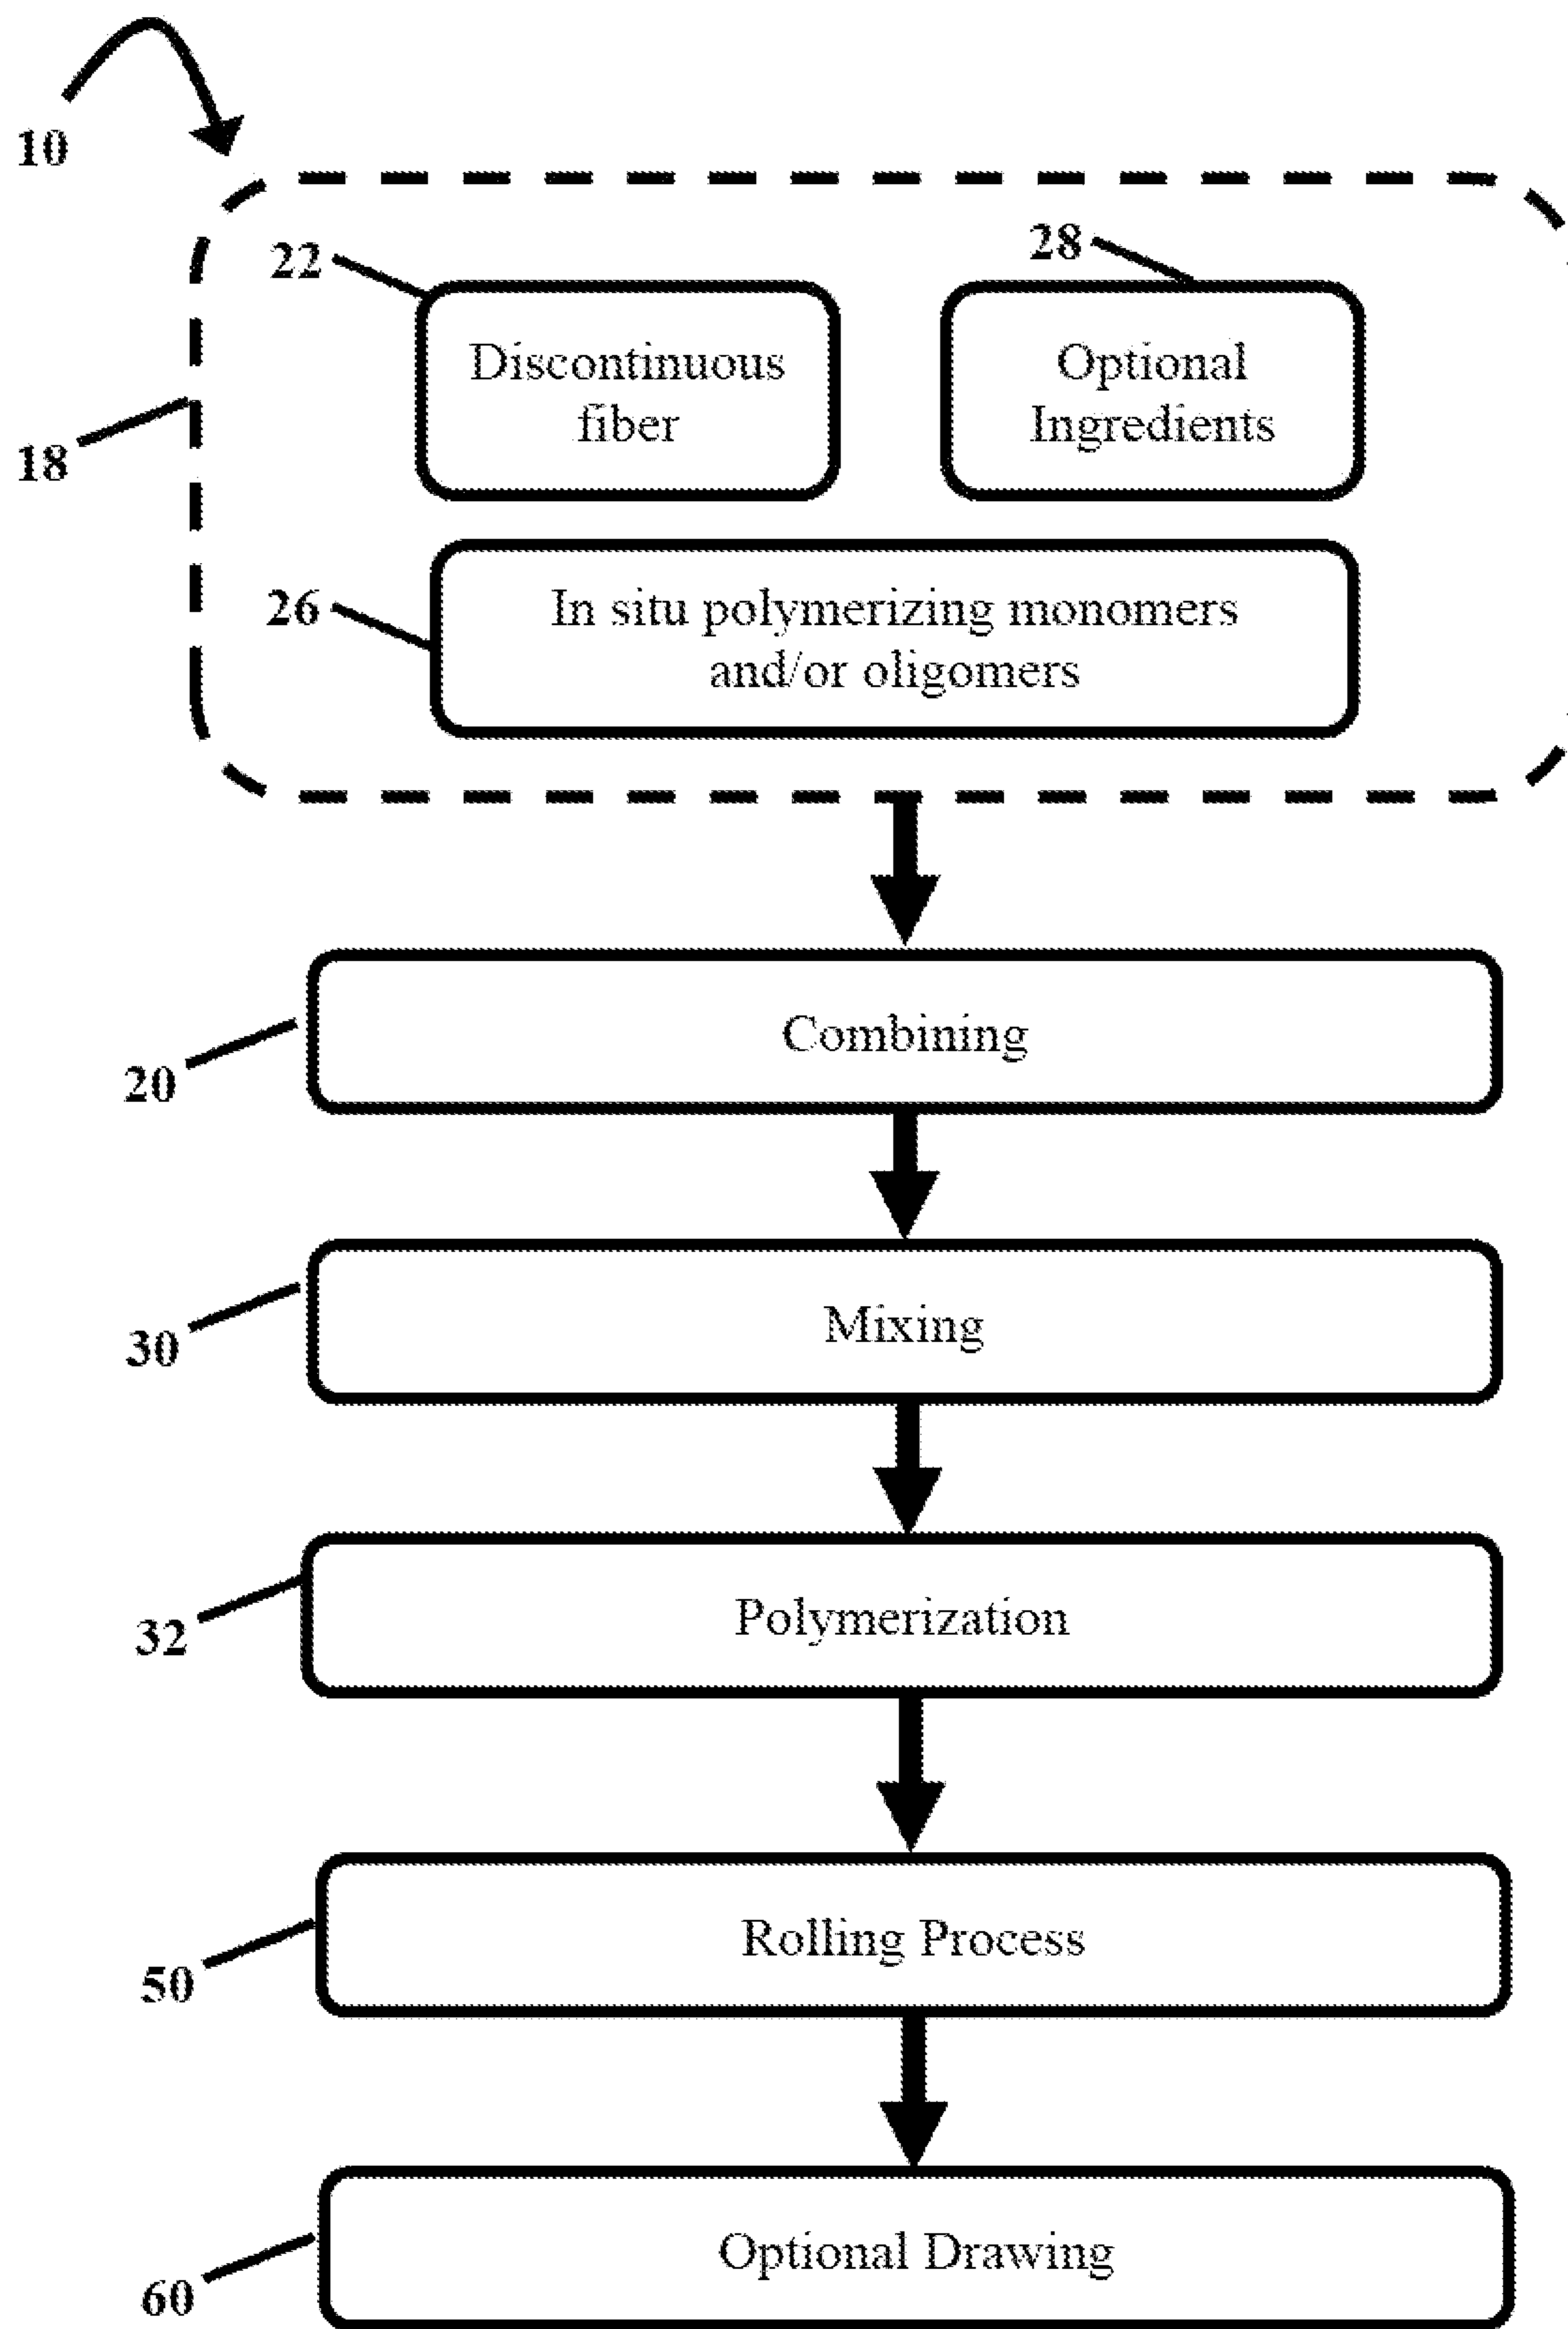 10
22
28
Discontinuous
fiber
Optional
Ingredients
18
26
In situ polymerizing monomers
and/or oligomers
Combining
20
Mixing
30
Polymerization
32
Rolling Process
50
Optional Drawing
60